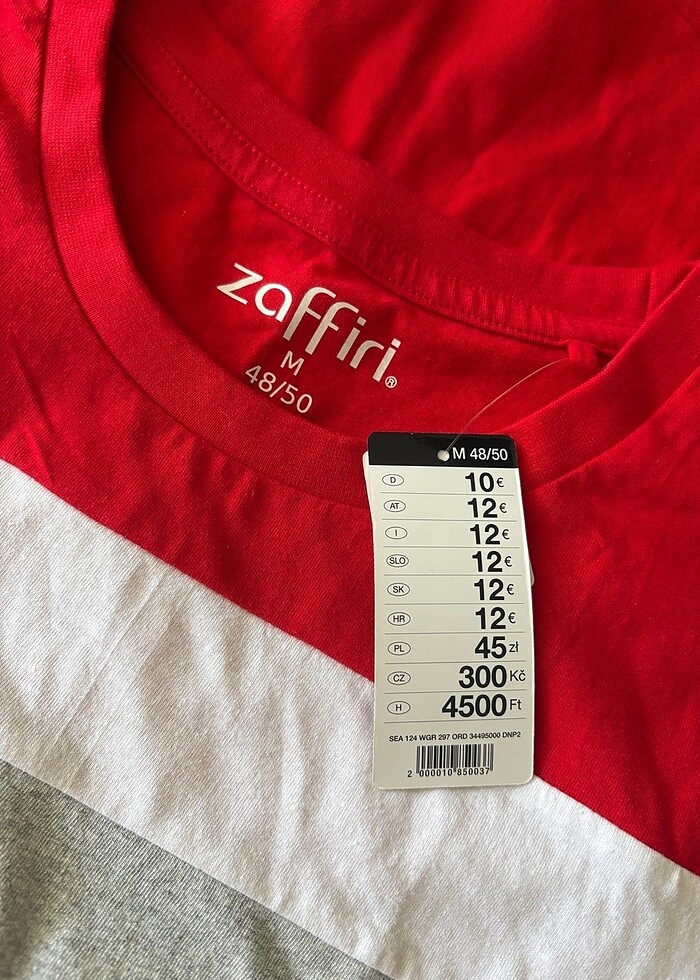 zaffiri®
M
48/50
M 48/50
D 10 €
AT 12 €
I 12 €
SLO 12 €
SK 12 €
HR 12 €
PL 45 zł
CZ 300 Kč
H 4500 Ft
SEA 124 WGR 297 ORD 34495000 DNP2
2 000010 850037